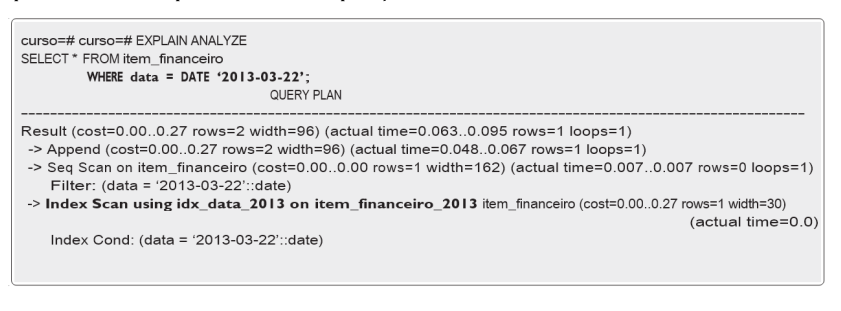 curso=# curso=# EXPLAIN ANALYZE
SELECT * FROM item_financeiro
WHERE data = DATE ‘2013-03-22’;
QUERY PLAN
---------------------------------------------------------------------------------------------------------------
Result (cost=0.00..0.27 rows=2 width=96) (actual time=0.063..0.095 rows=1 loops=1)
-> Append (cost=0.00..0.27 rows=2 width=96) (actual time=0.048..0.067 rows=1 loops=1)
-> Seq Scan on item_financeiro (cost=0.00..0.00 rows=1 width=162) (actual time=0.007..0.007 rows=0 loops=1)
Filter: (data = ‘2013-03-22’::date)
-> Index Scan using idx_data_2013 on item_financeiro_2013 item_financeiro (cost=0.00..0.27 rows=1 width=30)
(actual time=0.0)
Index Cond: (data = ‘2013-03-22’::date)